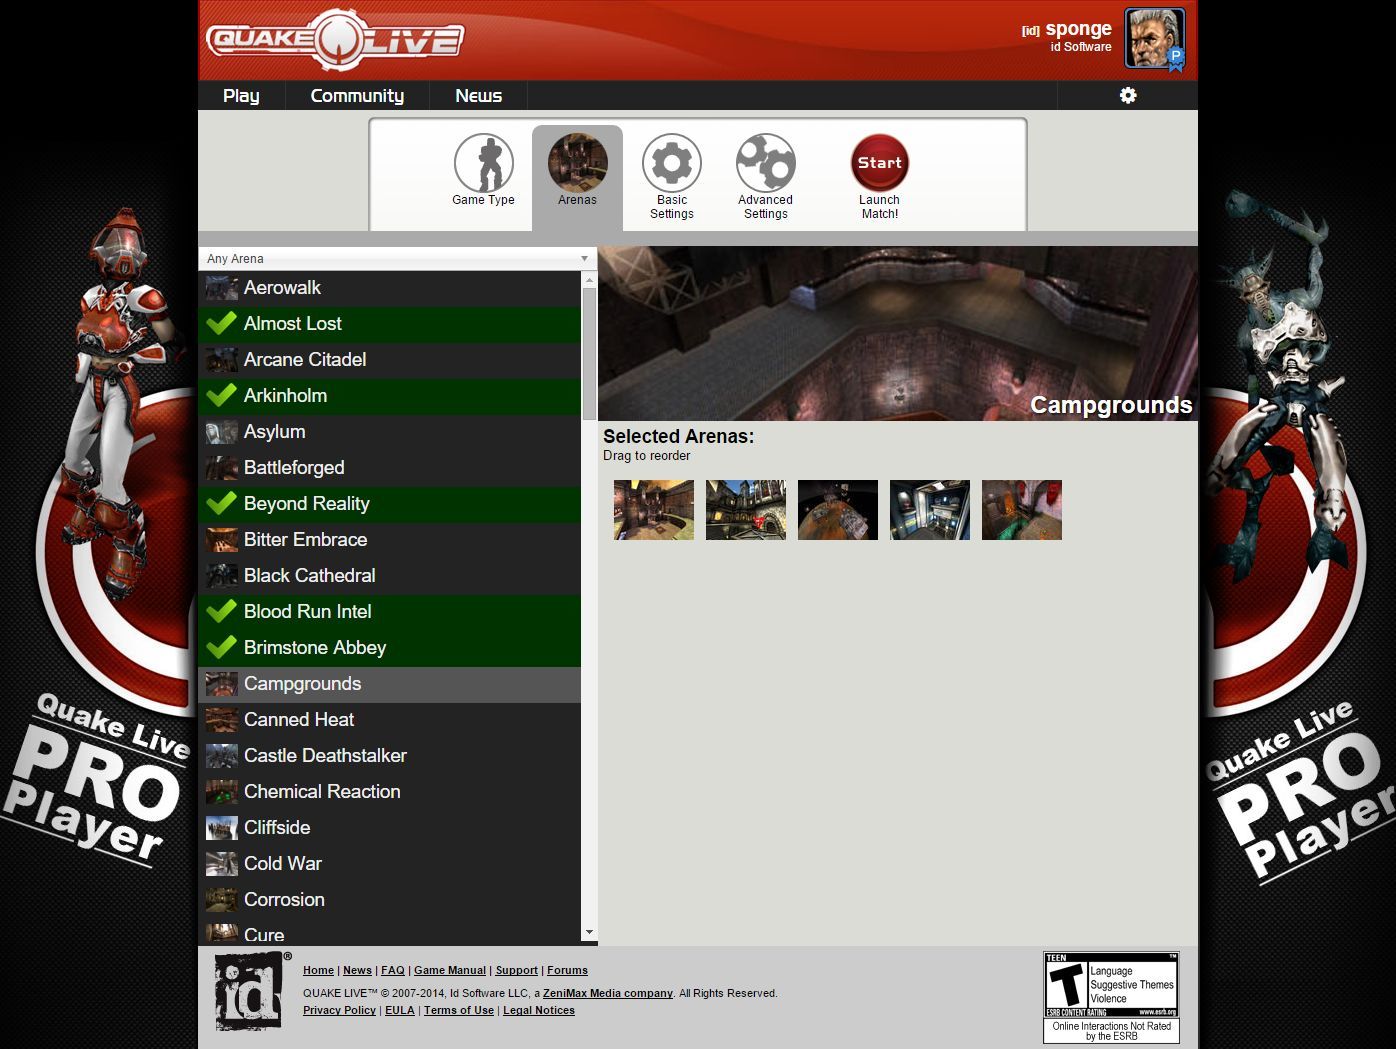 QUAKE LIVE
[id] sponge
id Software
P
Play
Community
News
Game Type
Arenas
Basic
Settings
Advanced
Settings
Start
Launch
Match!
Any Arena
Aerowalk
Almost Lost
Arcane Citadel
Arkinholm
Asylum
Battleforged
Beyond Reality
Bitter Embrace
Black Cathedral
Blood Run Intel
Brimstone Abbey
Campgrounds
Canned Heat
Castle Deathstalker
Chemical Reaction
Cliffside
Cold War
Corrosion
Cure
Campgrounds
Selected Arenas:
Drag to reorder
Quake Live
PRO
Player
Quake Live
PRO
Player
id®
Home | News | FAQ | Game Manual | Support | Forums
QUAKE LIVE™ © 2007-2014, Id Software LLC, a ZeniMax Media company. All Rights Reserved.
Privacy Policy | EULA | Terms of Use | Legal Notices
TEEN ™
T ®
Language
Suggestive Themes
Violence
ESRB CONTENT RATING www.esrb.org
Online Interactions Not Rated
by the ESRB